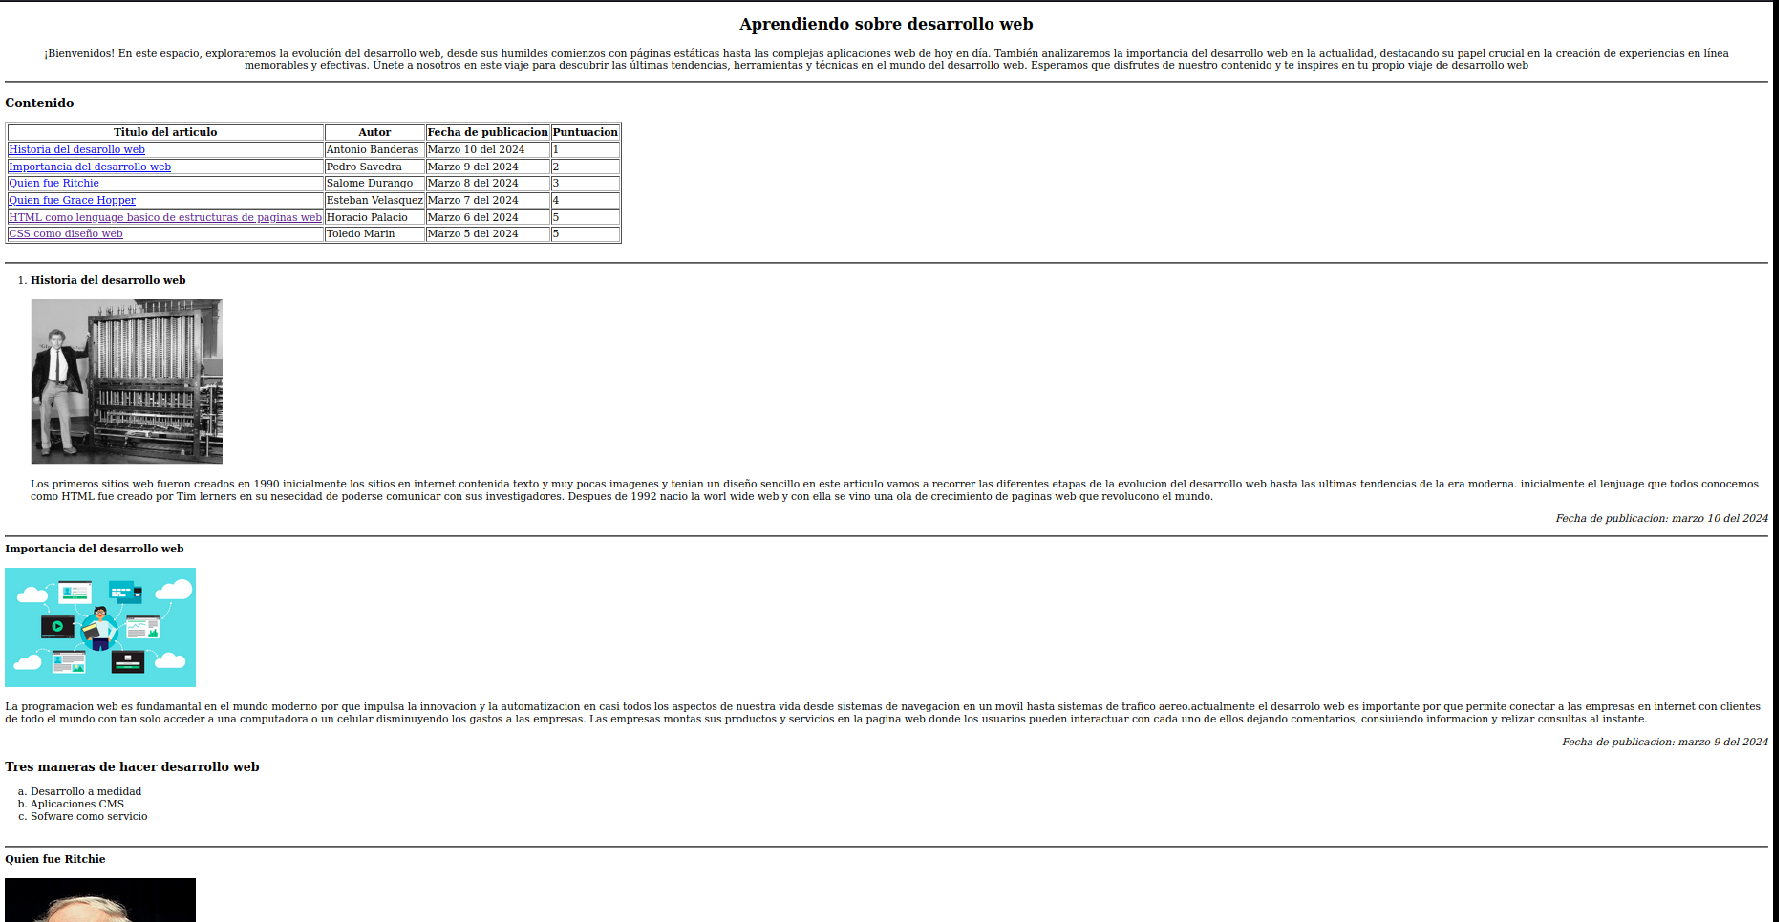 Aprendiendo sobre desarrollo web
¡Bienvenidos! En este espacio, exploraremos la evolución del desarrollo web, desde sus humildes comienzos con páginas estáticas hasta las complejas aplicaciones web de hoy en día. También analizaremos la importancia del desarrollo web en la actualidad, destacando su papel crucial en la creación de experiencias en línea
memorables y efectivas. Únete a nosotros en este viaje para descubrir las últimas tendencias, herramientas y técnicas en el mundo del desarrollo web. Esperamos que disfrutes de nuestro contenido y te inspires en tu propio viaje de desarrollo web
Contenido
Titulo del articulo Autor Fecha de publicacion Puntuacion
Historia del desarollo web Antonio Banderas Marzo 10 del 2024 1
Importancia del desarrollo web Pedro Savedra Marzo 9 del 2024 2
Quien fue Ritchie Salome Durango Marzo 8 del 2024 3
Quien fue Grace Hopper Esteban Velasquez Marzo 7 del 2024 4
HTML como lenguage basico de estructuras de paginas web Horacio Palacio Marzo 6 del 2024 5
CSS como diseño web Toledo Marin Marzo 5 del 2024 5
1. Historia del desarrollo web
Los primeros sitios web fueron creados en 1990 inicialmente los sitios en internet contenida texto y muy pocas imagenes y tenian un diseño sencillo en este articulo vamos a recorrer las diferentes etapas de la evolucion del desarrollo web hasta las ultimas tendencias de la era moderna. inicialmente el lenjuage que todos conocemos
como HTML fue creado por Tim lerners en su nesecidad de poderse comunicar con sus investigadores. Despues de 1992 nacio la worl wide web y con ella se vino una ola de crecimiento de paginas web que revolucono el mundo.
Fecha de publicacion: marzo 10 del 2024
Importancia del desarrollo web
La programacion web es fundamantal en el mundo moderno por que impulsa la innovacion y la automatizacion en casi todos los aspectos de nuestra vida desde sistemas de navegacion en un movil hasta sistemas de trafico aereo.actualmente el desarrolo web es importante por que permite conectar a las empresas en internet con clientes
de todo el mundo con tan solo acceder a una computadora o un celular disminuyendo los gastos a las empresas. Las empresas montas sus productos y servicios en la pagina web donde los usuarios pueden interactuar con cada uno de ellos dejando comentarios, consiuiendo informacion y relizar consultas al instante.
Fecha de publicacion: marzo 9 del 2024
Tres maneras de hacer desarrollo web
a. Desarrollo a medidad
b. Aplicaciones CMS
c. Sofware como servicio
Quien fue Ritchie